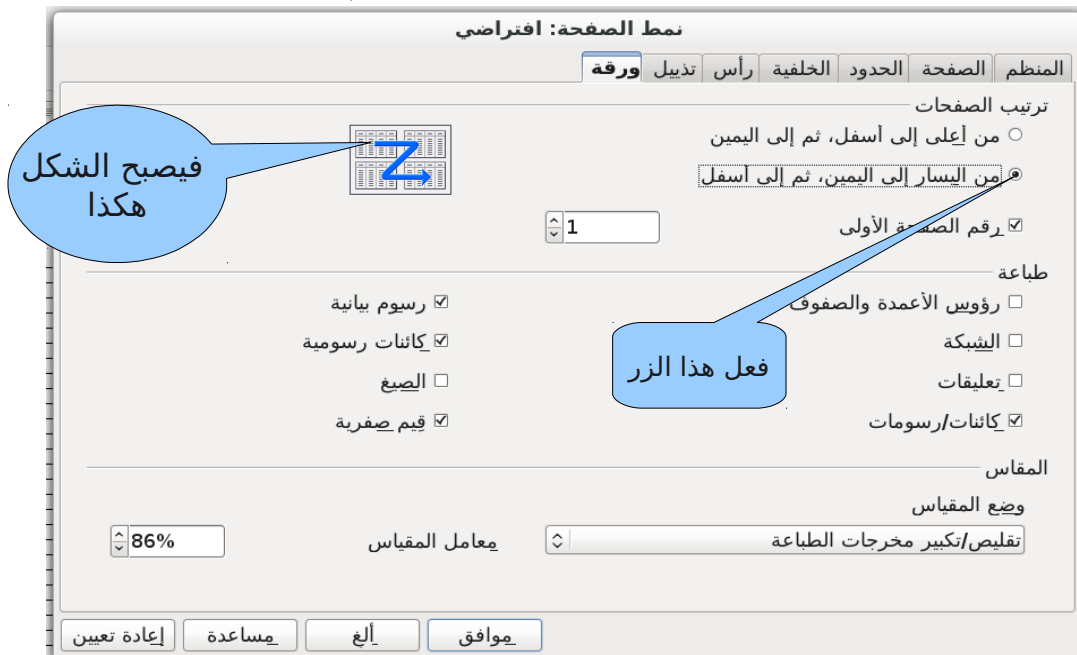 نمط الصفحة: افتراضي
المنظم الصفحة الحدود الخلفية رأس تذييل ورقة
ترتيب الصفحات
من أعلى إلى أسفل، ثم إلى اليمين
من اليسار إلى اليمين، ثم إلى أسفل
فيصبح الشكل
هكذا
رقم الصفحة الأولى 1
طباعة
رؤوس الأعمدة والصفوف رسوم بيانية
الشبكة كائنات رسومية
فعل هذا الزر
تعليقات الصيغ
كائنات/رسومات قيم صفرية
المقاس
وضع المقياس
تقليص/تكبير مخرجات الطباعة معامل المقياس 86%
موافق ألغ مساعدة إعادة تعيين